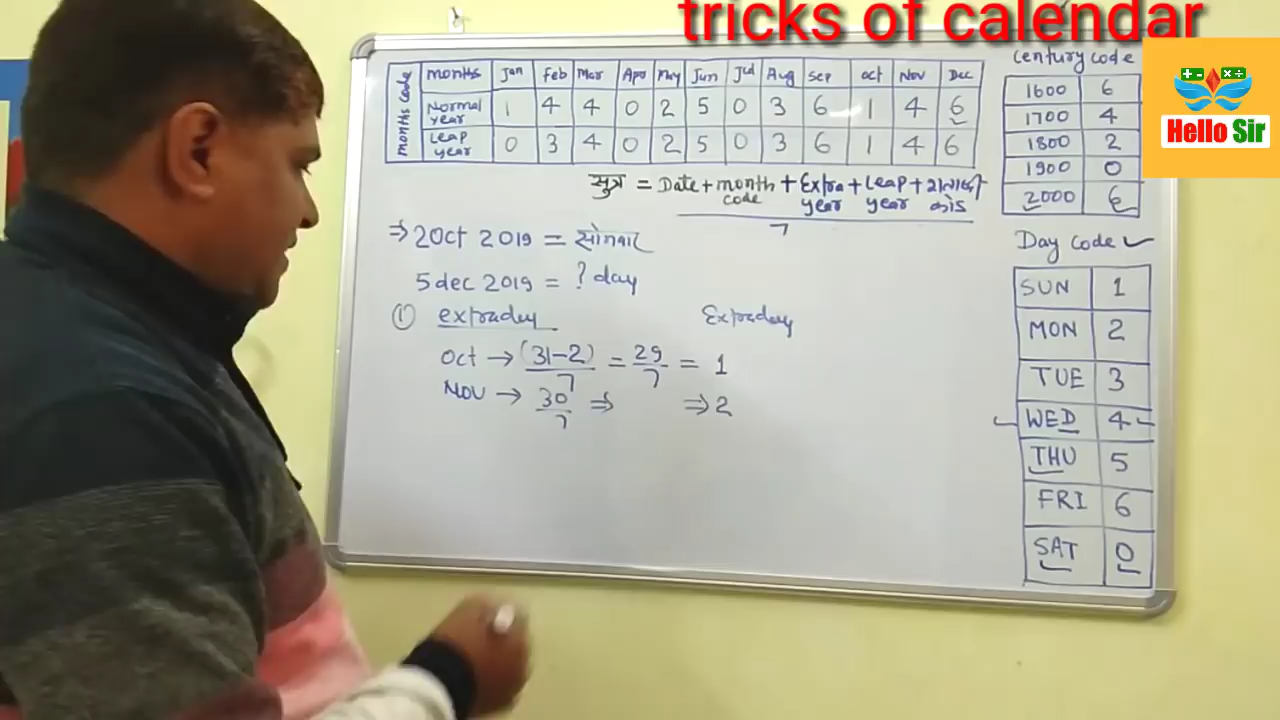 tricks of calendar
months code
months Jan Feb Mar Apo May Jun Jul Aug Sep oct Nov Dec
Normal year 1 4 4 0 2 5 0 3 6 1 4 6
Leap year 0 3 4 0 2 5 0 3 6 1 4 6
century code
1600 6
1700 4
1800 2
1900 0
2000 6
Hello Sir
सुत्र = Date + month code + Extra year + Leap year + शताब्दी कोड
7
⇒ 2 Oct 2019 = सोमवार
5 dec 2019 = ? day
① extraday Extraday
Oct → (31-2)/7 = 29/7 = 1
Nov → 30/7 ⇒ ⇒ 2
Day code ✓
SUN 1
MON 2
TUE 3
WED 4
THU 5
FRI 6
SAT 0